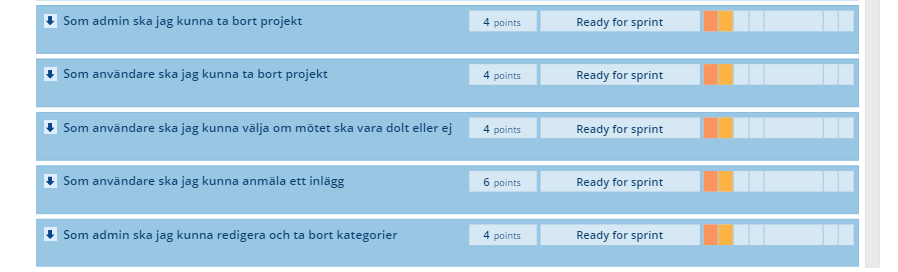 Som admin ska jag kunna ta bort projekt 4 points Ready for sprint
Som användare ska jag kunna ta bort projekt 4 points Ready for sprint
Som användare ska jag kunna välja om mötet ska vara dolt eller ej 4 points Ready for sprint
Som användare ska jag kunna anmäla ett inlägg 6 points Ready for sprint
Som admin ska jag kunna redigera och ta bort kategorier 4 points Ready for sprint